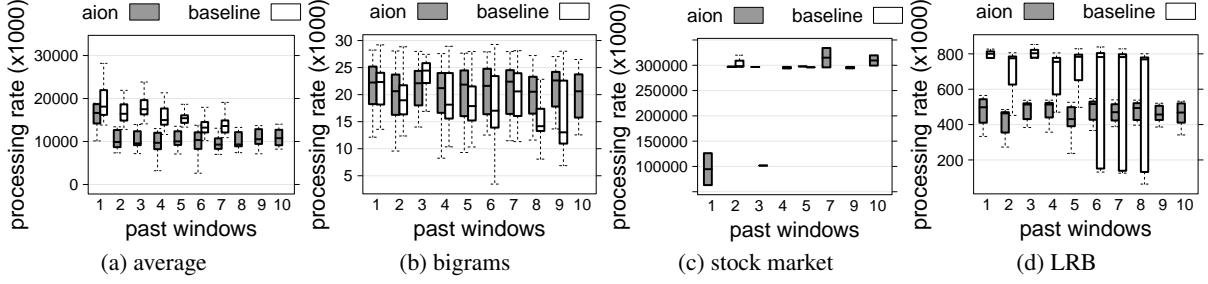 aion baseline
processing rate (x1000)
30000
20000
10000
0
1 2 3 4 5 6 7 8 9 10
past windows
(a) average
aion baseline
processing rate (x1000)
30
25
20
15
10
5
1 2 3 4 5 6 7 8 9 10
past windows
(b) bigrams
aion baseline
processing rate (x1000)
300000
250000
200000
150000
100000
1 2 3 4 5 6 7 9 10
past windows
(c) stock market
aion baseline
processing rate (x1000)
800
600
400
200
1 2 3 4 5 6 7 8 9 10
past windows
(d) LRB